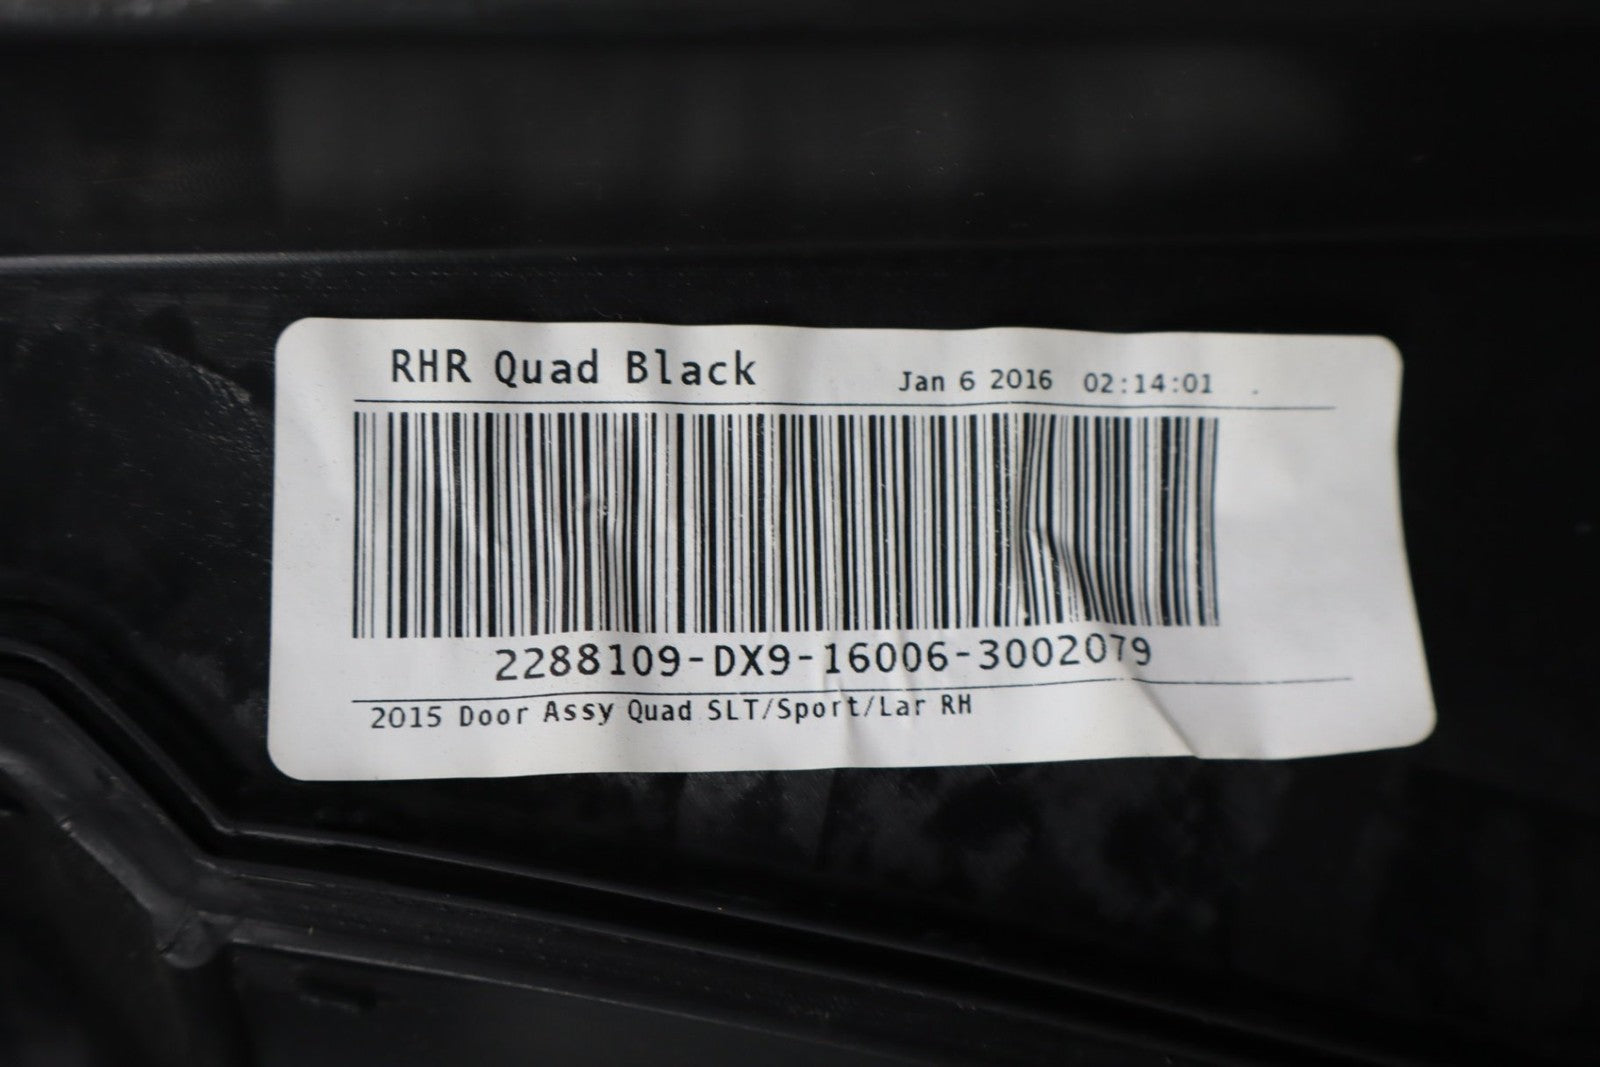 RHR Quad Black Jan 6 2016 02:14:01
2288109-DX9-16006-3002079
2015 Door Assy Quad SLT/Sport/Lar RH